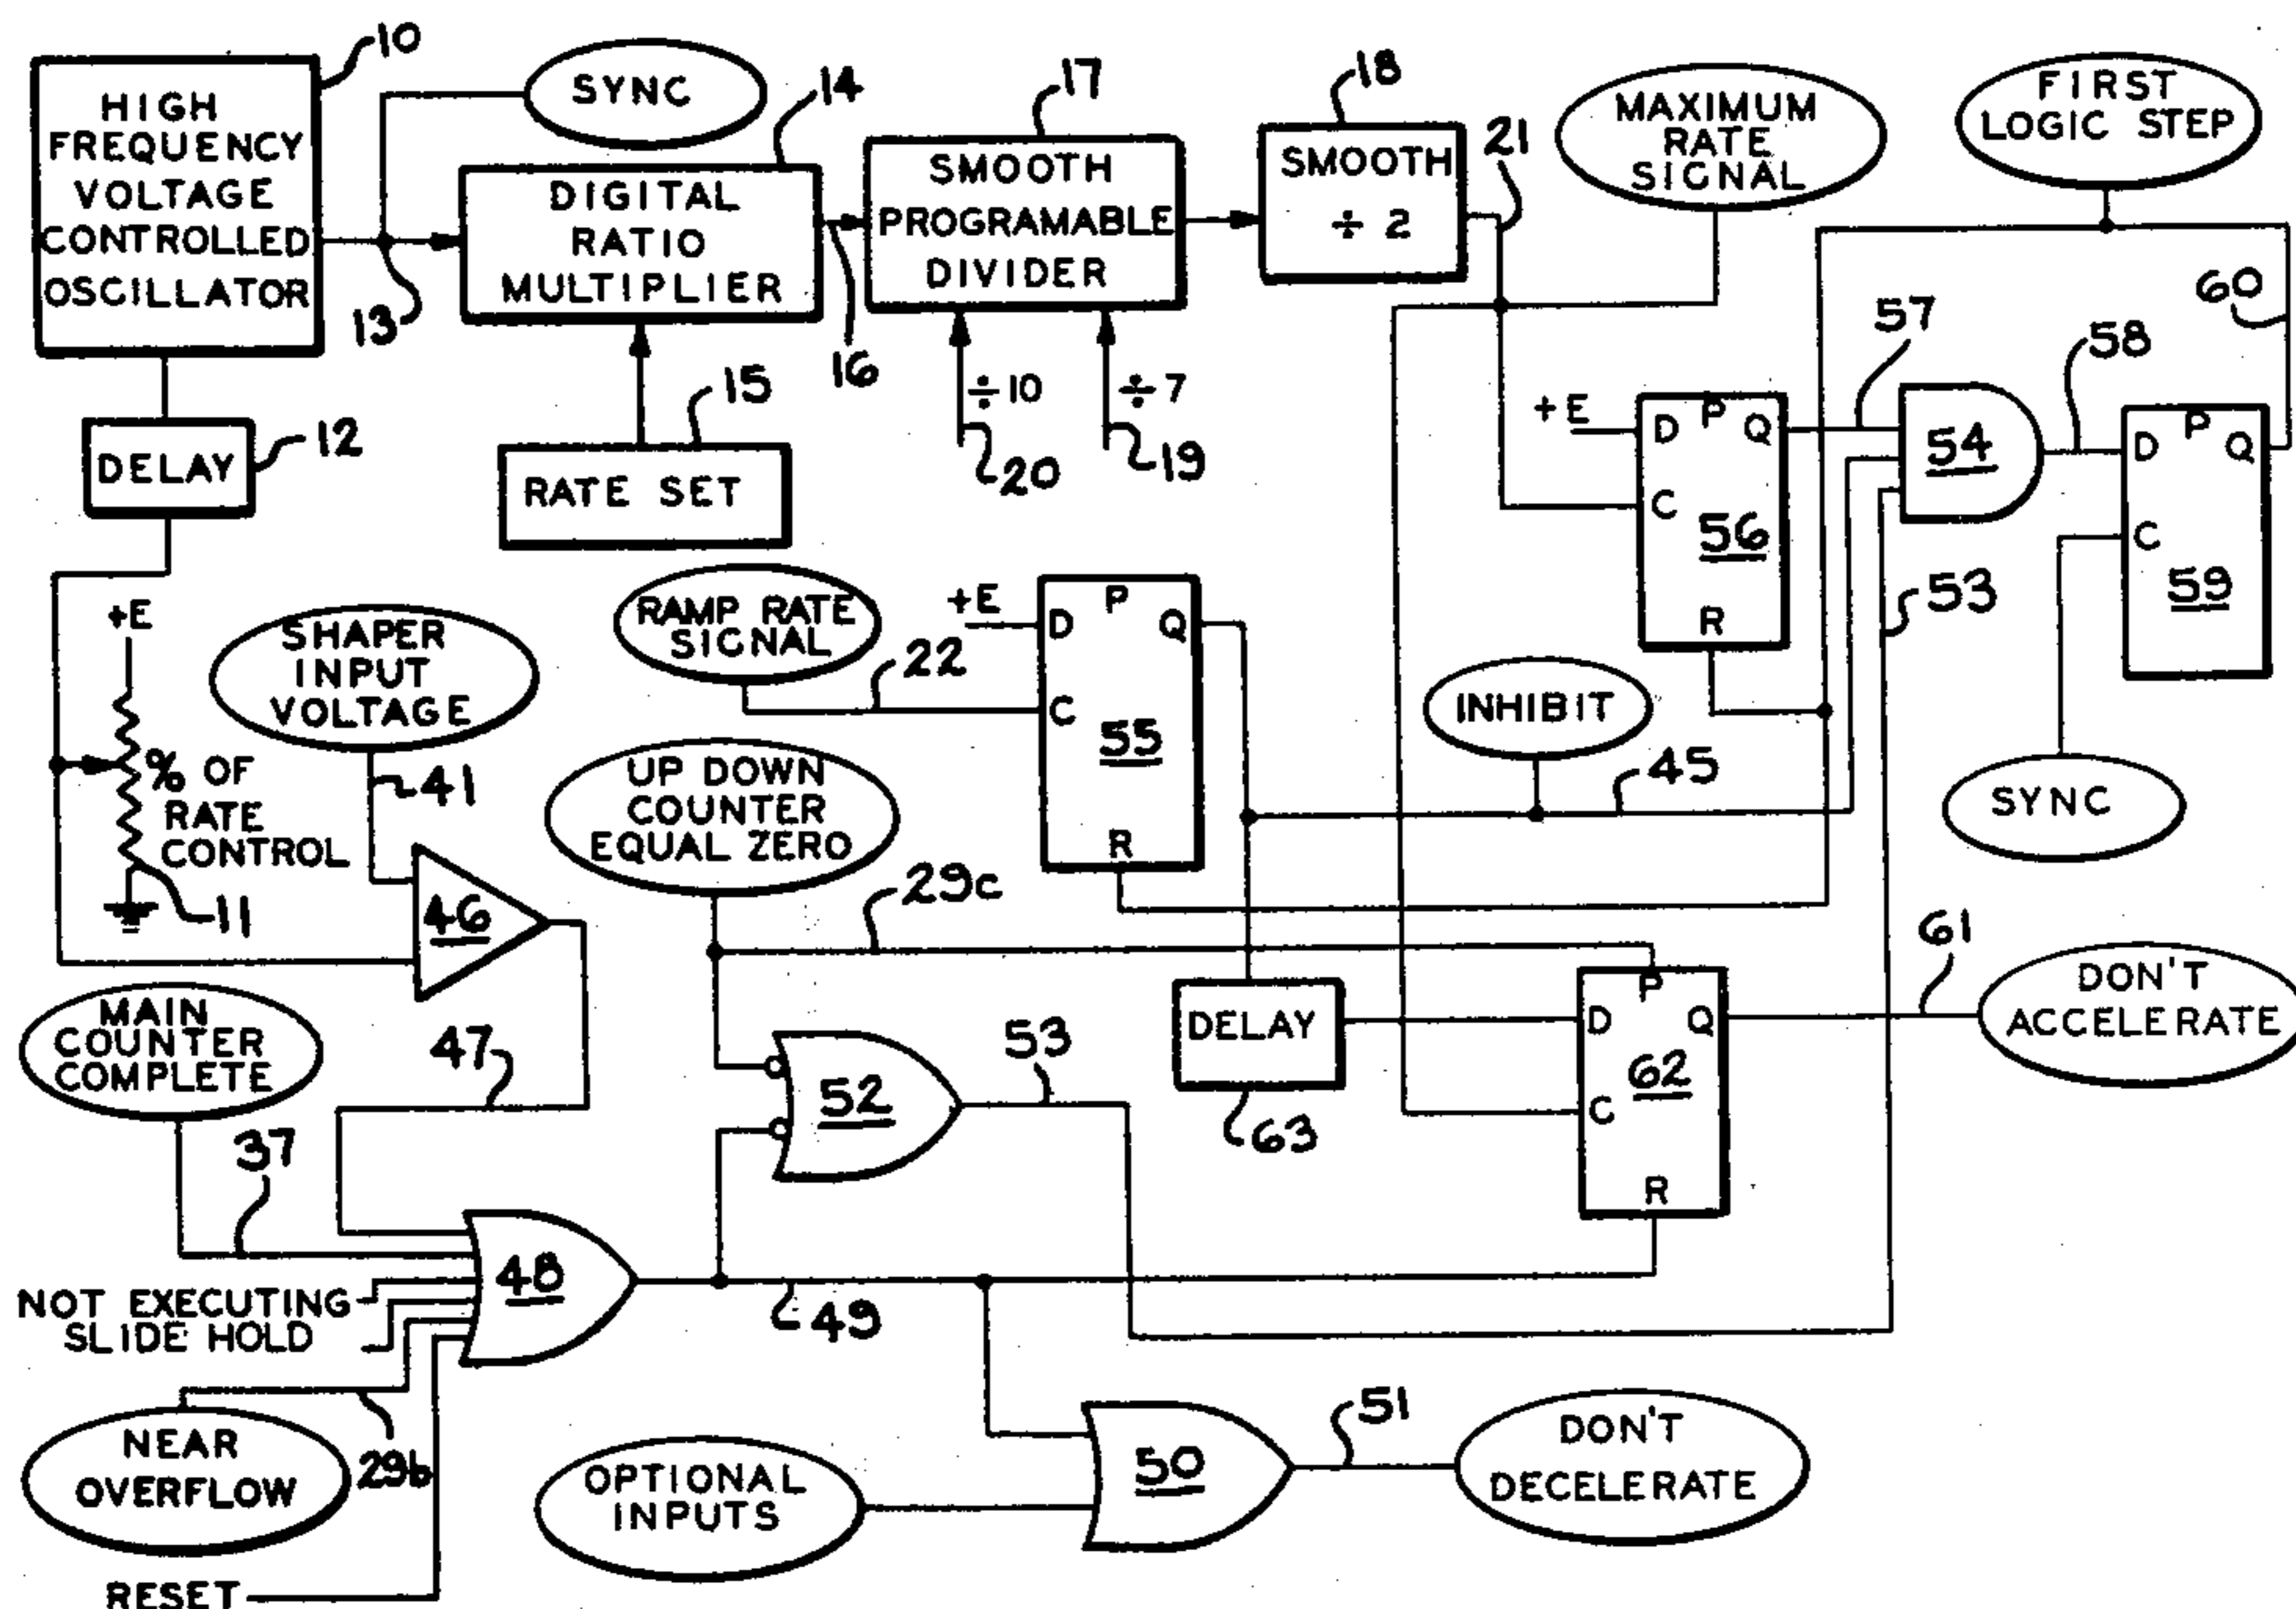 HIGH
FREQUENCY
VOLTAGE
CONTROLLED
OSCILLATOR
10
SYNC
13
DIGITAL
RATIO
MULTIPLIER
14
16
SMOOTH
PROGRAMABLE
DIVIDER
17
SMOOTH
÷ 2
18
21
MAXIMUM
RATE
SIGNAL
FIRST
LOGIC STEP
60
DELAY
12
RATE SET
15
÷10
20
÷7
19
+E
D P Q
C
56
R
57
54
58
D P Q
C
59
53
SYNC
+E
% OF
RATE
CONTROL
11
SHAPER
INPUT
VOLTAGE
41
46
RAMP RATE
SIGNAL
22
+E
D P Q
C
55
R
INHIBIT
45
UP DOWN
COUNTER
EQUAL ZERO
29c
MAIN
COUNTER
COMPLETE
37
47
52
53
DELAY
63
P
D Q
62
C
R
61
DON'T
ACCELERATE
NOT EXECUTING
SLIDE HOLD
48
49
NEAR
OVERFLOW
29b
RESET
OPTIONAL
INPUTS
50
51
DON'T
DECELERATE